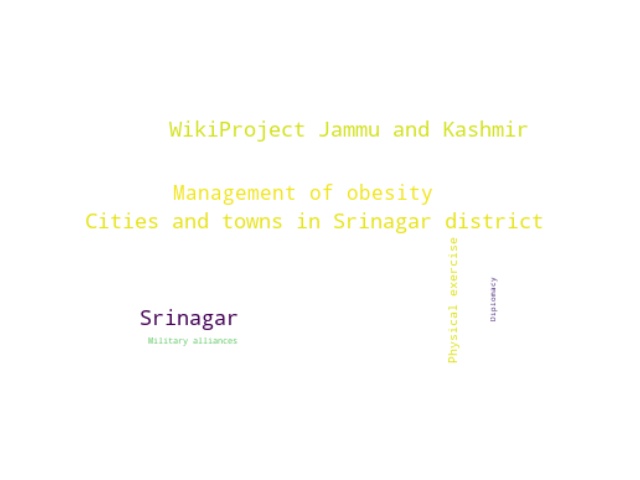 WikiProject Jammu and Kashmir
Management of obesity
Cities and towns in Srinagar district
Physical exercise
Diplomacy
Srinagar
Military alliances